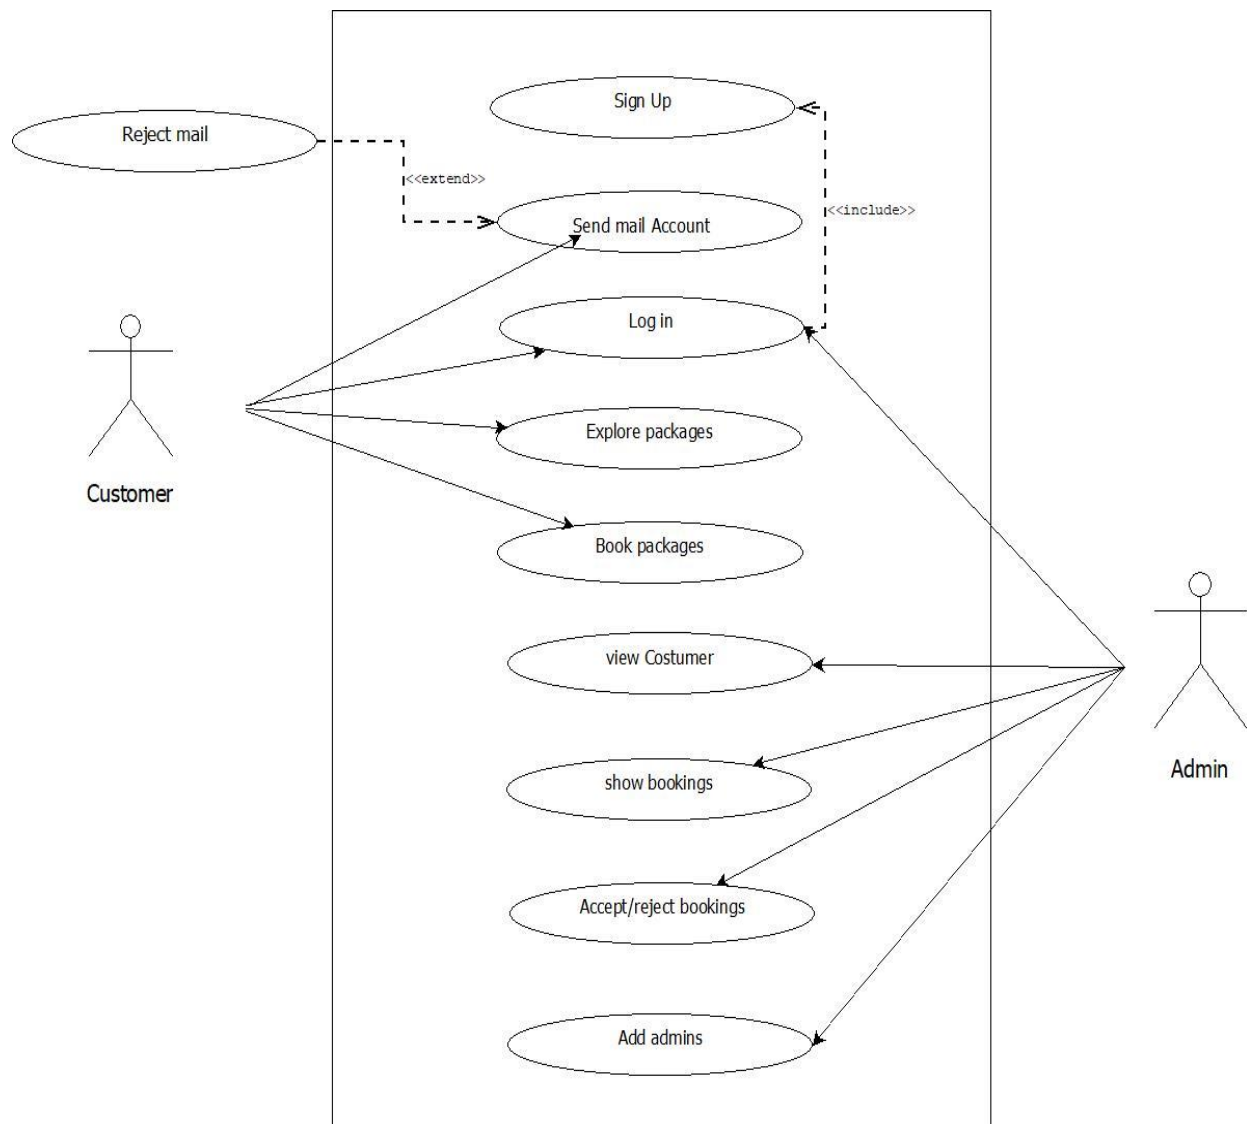 Sign Up
Reject mail
<<extend>>
Send mail Account
<<include>>
Log in
Explore packages
Customer
Book packages
view Costumer
show bookings
Admin
Accept/reject bookings
Add admins